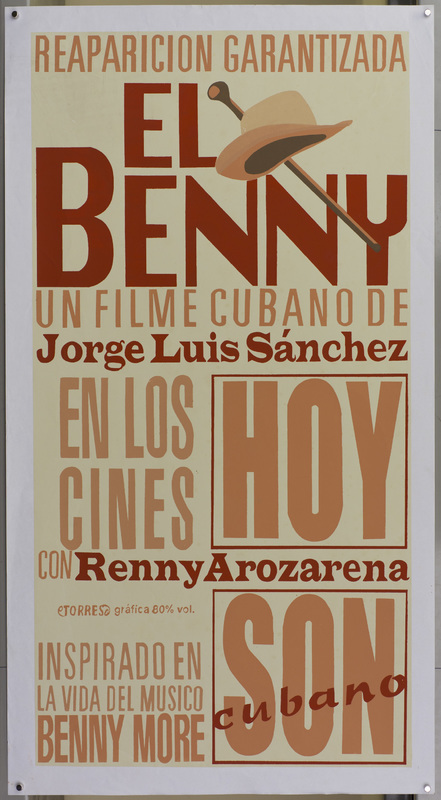 REAPARICION GARANTIZADA
EL
BENNY
UN FILME CUBANO DE
Jorge Luis Sánchez
EN LOS
CINES
HOY
CON Renny Arozarena
eTORRESa gráfica 80% vol.
INSPIRADO EN
LA VIDA DEL MUSICO
BENNY MORE
SON
cubano